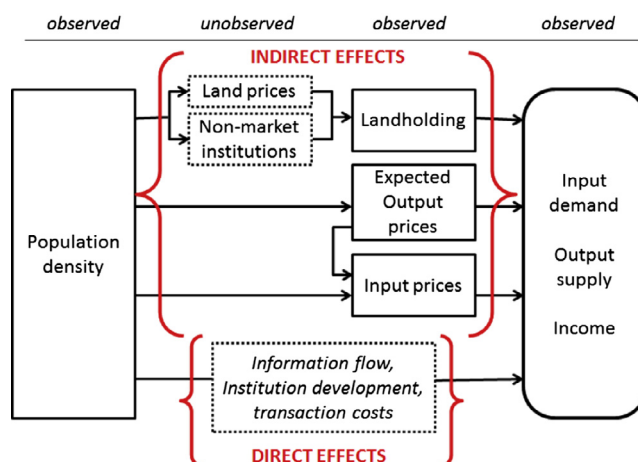 observed unobserved observed observed
INDIRECT EFFECTS
Land prices
Non-market
institutions
Landholding
Expected
Output
prices
Input prices
Population
density
Input
demand
Output
supply
Income
Information flow,
Institution development,
transaction costs
DIRECT EFFECTS